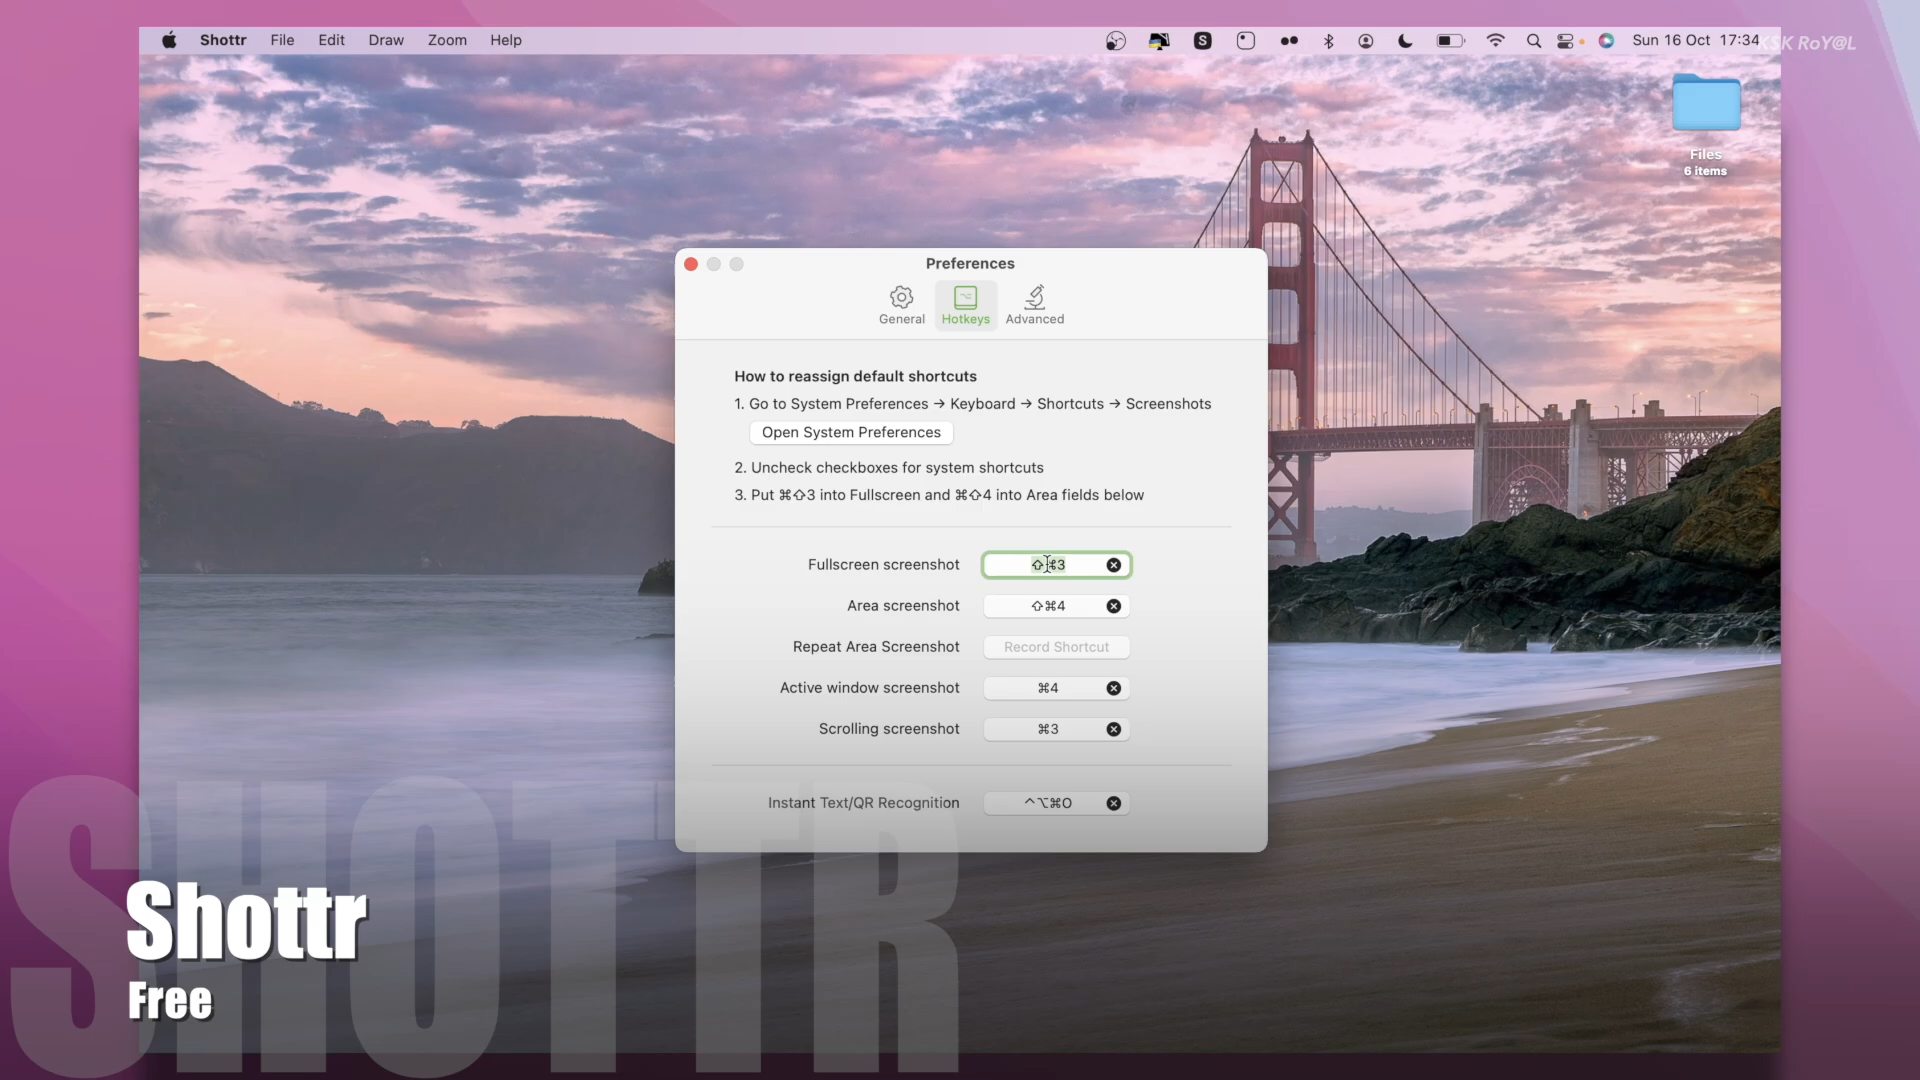 Shottr File Edit Draw Zoom Help
Sun 16 Oct 17:34
KSK RoY@L
Files
6 items
Preferences
General Hotkeys Advanced
How to reassign default shortcuts
1. Go to System Preferences → Keyboard → Shortcuts → Screenshots
Open System Preferences
2. Uncheck checkboxes for system shortcuts
3. Put ⌘⇧3 into Fullscreen and ⌘⇧4 into Area fields below
Fullscreen screenshot ⇧⌘3
Area screenshot ⇧⌘4
Repeat Area Screenshot Record Shortcut
Active window screenshot ⌘4
Scrolling screenshot ⌘3
Instant Text/QR Recognition ^⌥⌘O
SHOTTR
Shottr
Free